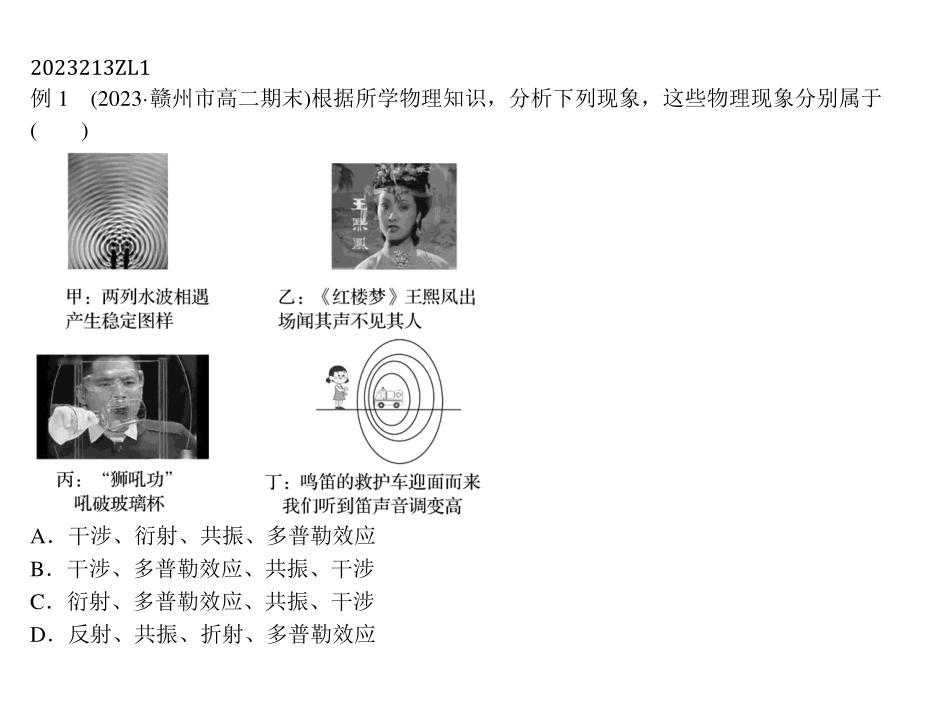 2023213ZL1
例 1　(2023·赣州市高二期末)根据所学物理知识，分析下列现象，这些物理现象分别属于
(　　)
王熙凤
甲：两列水波相遇
产生稳定图样
乙：《红楼梦》王熙凤出
场闻其声不见其人
丙：“狮吼功”
吼破玻璃杯
丁：鸣笛的救护车迎面而来
我们听到笛声音调变高
A．干涉、衍射、共振、多普勒效应
B．干涉、多普勒效应、共振、干涉
C．衍射、多普勒效应、共振、干涉
D．反射、共振、折射、多普勒效应